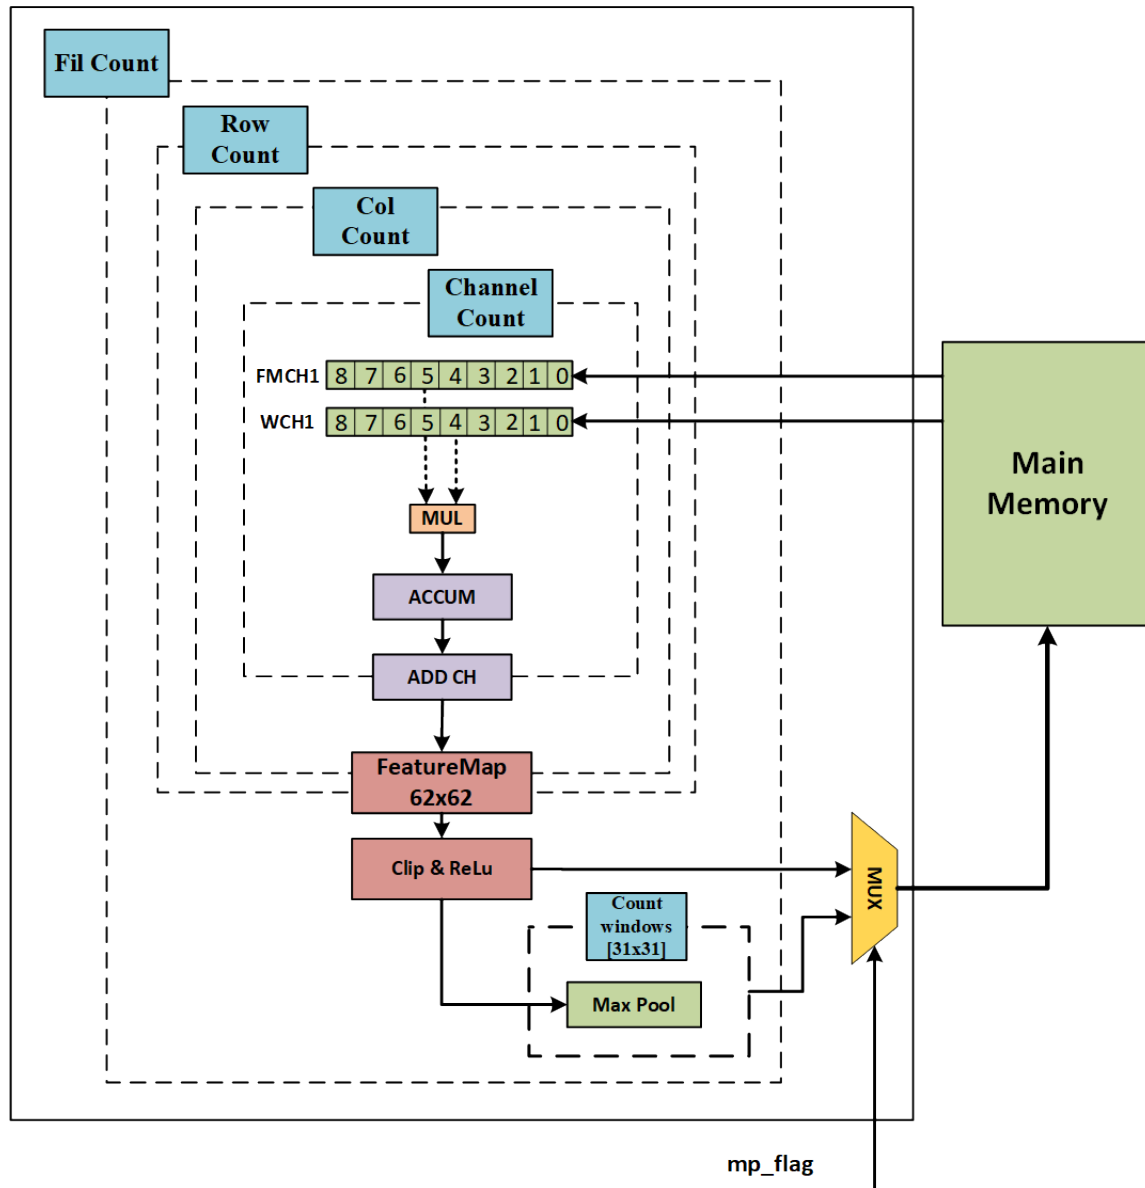 Fil Count
Row
Count
Col
Count
Channel
Count
FMCH1 8 7 6 5 4 3 2 1 0
WCH1 8 7 6 5 4 3 2 1 0
Main
Memory
MUL
ACCUM
ADD CH
FeatureMap
62x62
Clip & ReLu
MUX
Count
windows
[31x31]
Max Pool
mp_flag